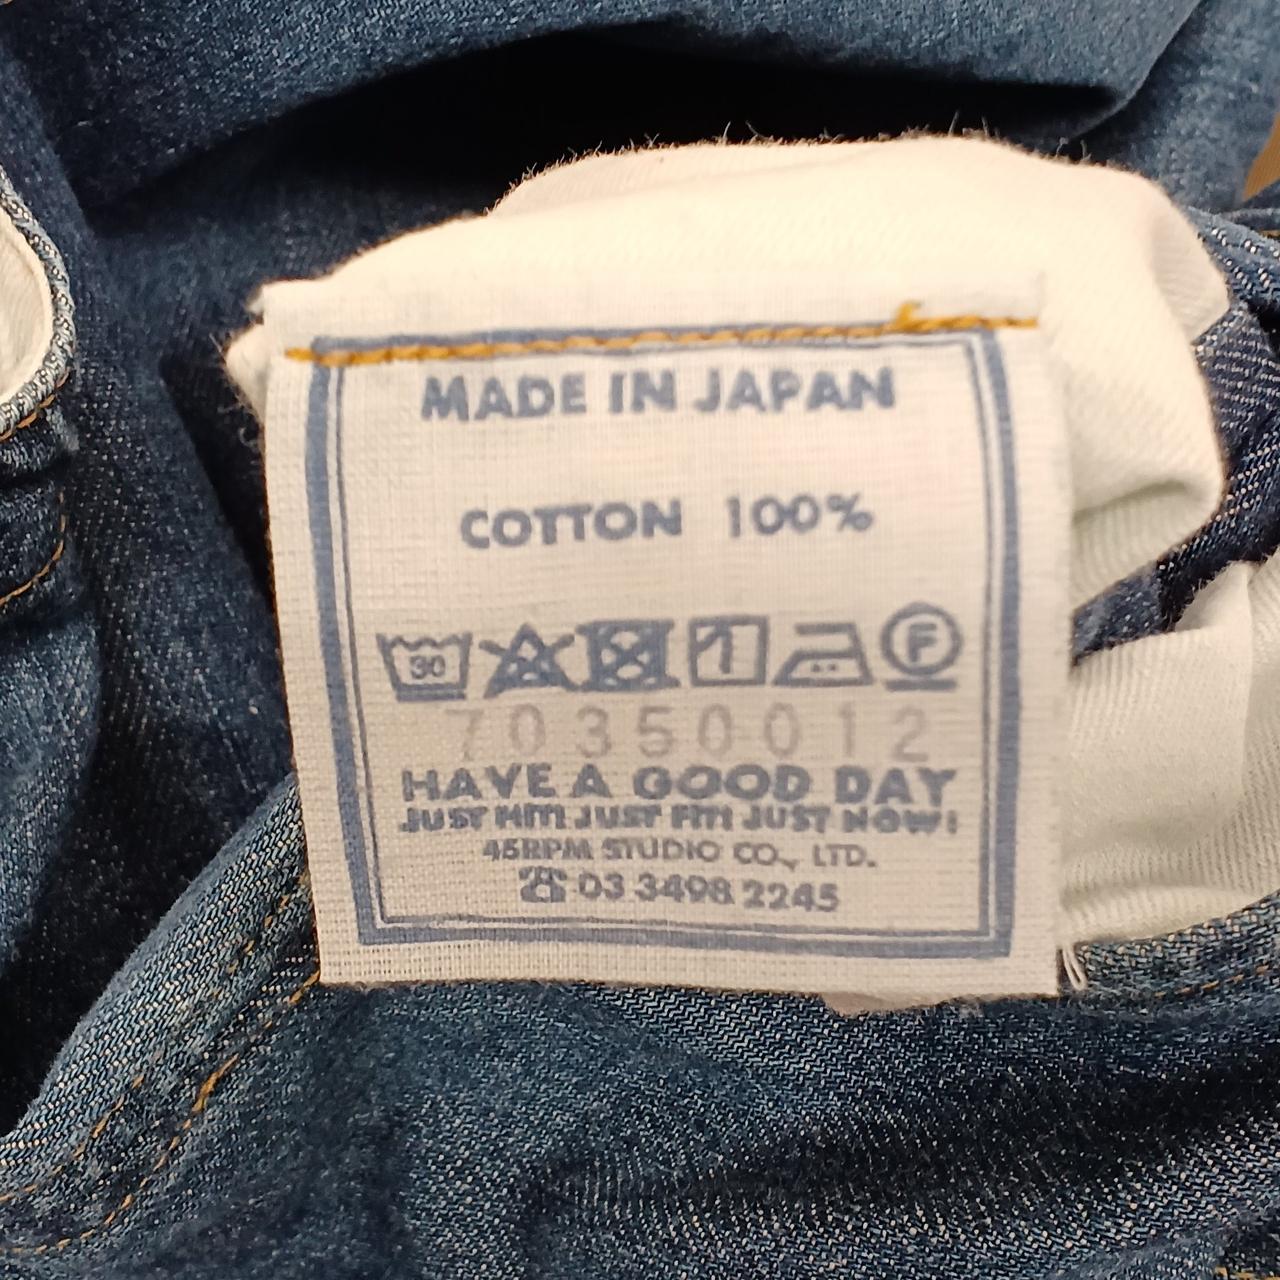 MADE IN JAPAN
COTTON 100%
30 F
70350012
HAVE A GOOD DAY
JUST HIT!! JUST FIT!! JUST NOW!
45RPM STUDIO CO., LTD.
☎ 03 3498 2245